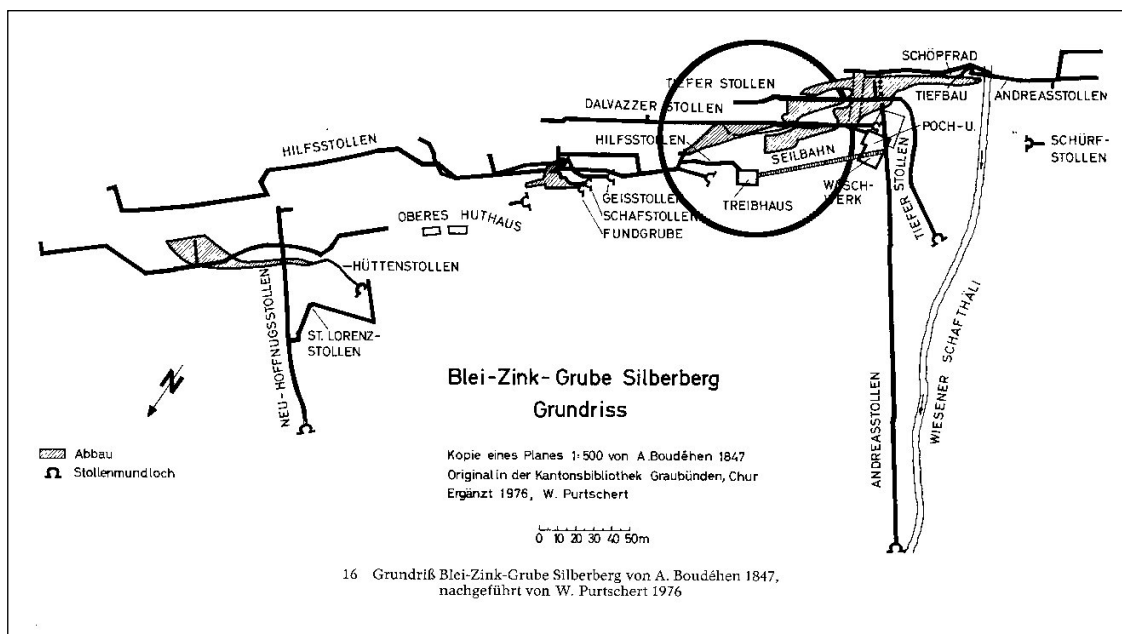 SCHÖPFRAD
TIEFER STOLLEN
TIEFBAU
ANDREASSTOLLEN
DALVAZZER STOLLEN
POCH-U.
HILFSSTOLLEN
HILFSSTOLLEN
SEILBAHN
SCHÜRF-
STOLLEN
WASCH-
WERK
TREIBHAUS
GEISSTOLLEN
SCHAFSTOLLEN
FUNDGRUBE
TIEFER STOLLEN
OBERES HUTHAUS
HÜTTENSTOLLEN
ST. LORENZ-
STOLLEN
NEU-HOFFNUGSSTOLLEN
WIESENER SCHAFTHÄLI
ANDREASSTOLLEN
N
Blei-Zink-Grube Silberberg
Grundriss
Abbau
Stollenmundloch
Kopie eines Planes 1:500 von A. Boudéhen 1847
Original in der Kantonsbibliothek Graubünden, Chur
Ergänzt 1976, W. Purtschert
0 10 20 30 40 50m
16 Grundriß Blei-Zink-Grube Silberberg von A. Boudéhen 1847,
nachgeführt von W. Purtschert 1976